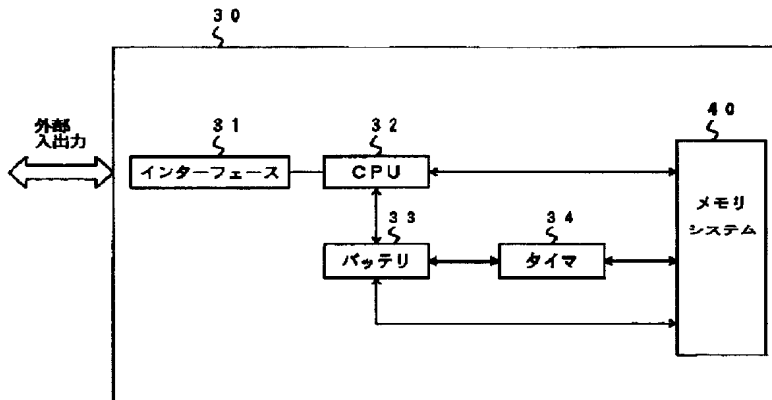 30
外部
入出力
31
インターフェース
32
CPU
33
バッテリ
34
タイマ
40
メモリ
システム